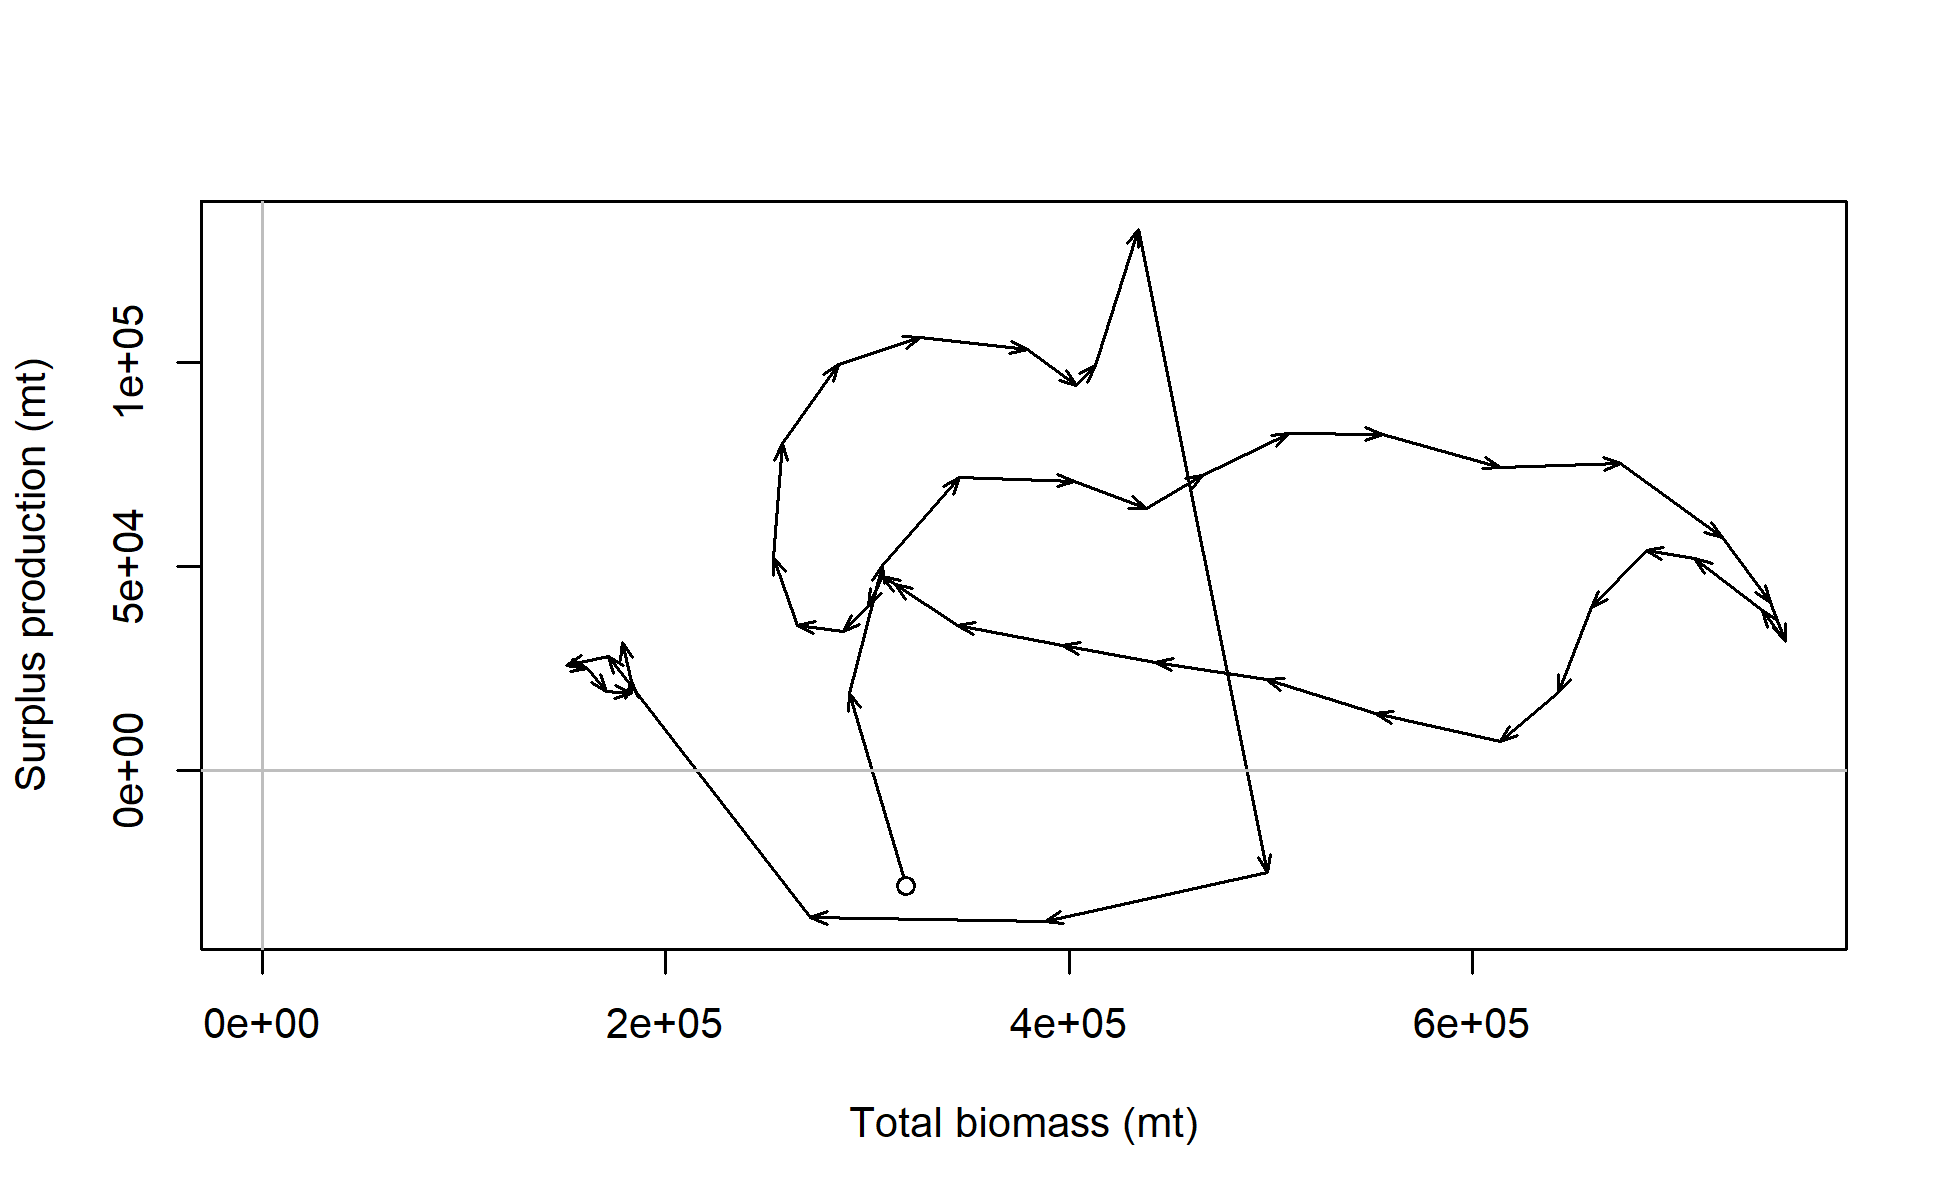 Surplus production (mt)
1e+05
5e+04
0e+00
0e+00 2e+05 4e+05 6e+05
Total biomass (mt)